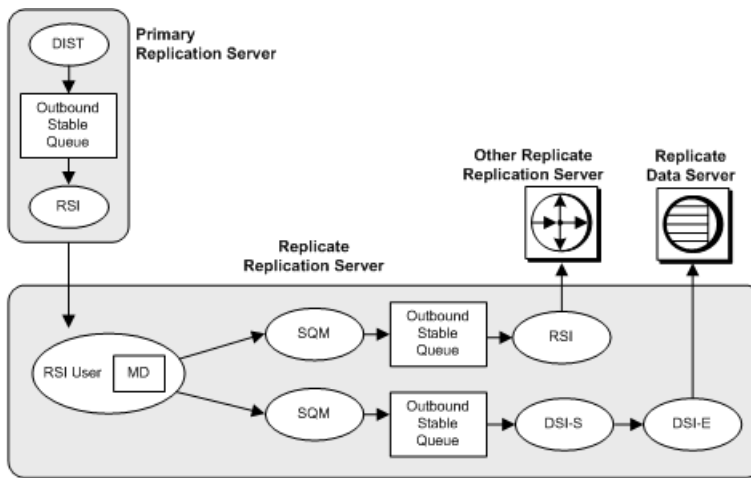 DIST
Primary
Replication Server
Outbound
Stable
Queue
RSI
Other Replicate
Replication Server
Replicate
Data Server
Replicate
Replication Server
RSI User
MD
SQM
Outbound
Stable
Queue
RSI
SQM
Outbound
Stable
Queue
DSI-S
DSI-E